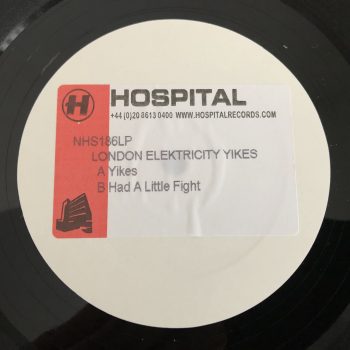 H HOSPITAL
+44 (0)20 8613 0400 WWW.HOSPITALRECORDS.COM
NHS186LP
LONDON ELEKTRICITY YIKES
A Yikes
B Had A Little Fight